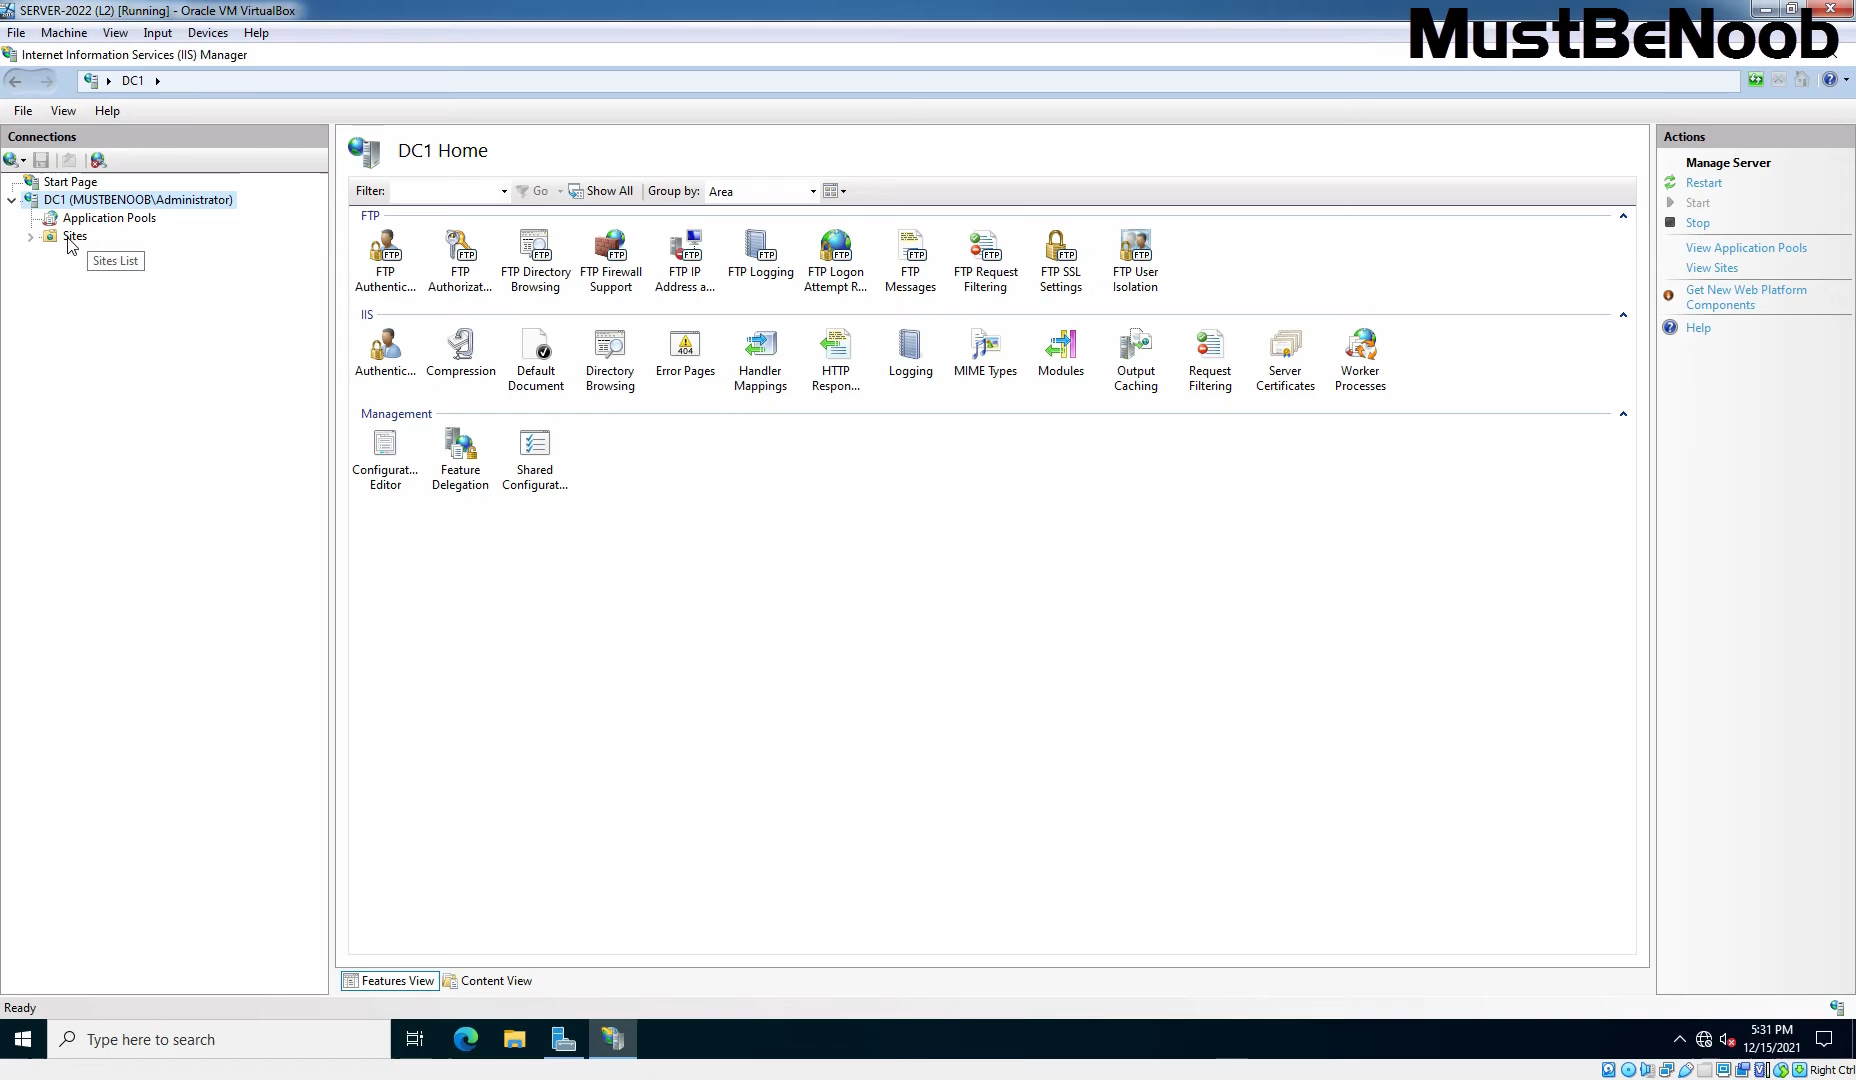 SERVER-2022 (L2) [Running] - Oracle VM VirtualBox
MustBeNoob
File Machine View Input Devices Help
Internet Information Services (IIS) Manager
DC1
File View Help
Connections
Start Page
DC1 (MUSTBENOOB\Administrator)
Application Pools
Sites
Sites List
DC1 Home
Filter: Go Show All Group by: Area
FTP
FTP Authentic...
FTP Authorizat...
FTP Directory Browsing
FTP Firewall Support
FTP IP Address a...
FTP Logging
FTP Logon Attempt R...
FTP Messages
FTP Request Filtering
FTP SSL Settings
FTP User Isolation
IIS
Authentic...
Compression
Default Document
Directory Browsing
Error Pages
Handler Mappings
HTTP Respon...
Logging
MIME Types
Modules
Output Caching
Request Filtering
Server Certificates
Worker Processes
Management
Configurat... Editor
Feature Delegation
Shared Configurat...
Features View Content View
Actions
Manage Server
Restart
Start
Stop
View Application Pools
View Sites
Get New Web Platform
Components
Help
Ready
Type here to search
5:31 PM
12/15/2021
Right Ctrl